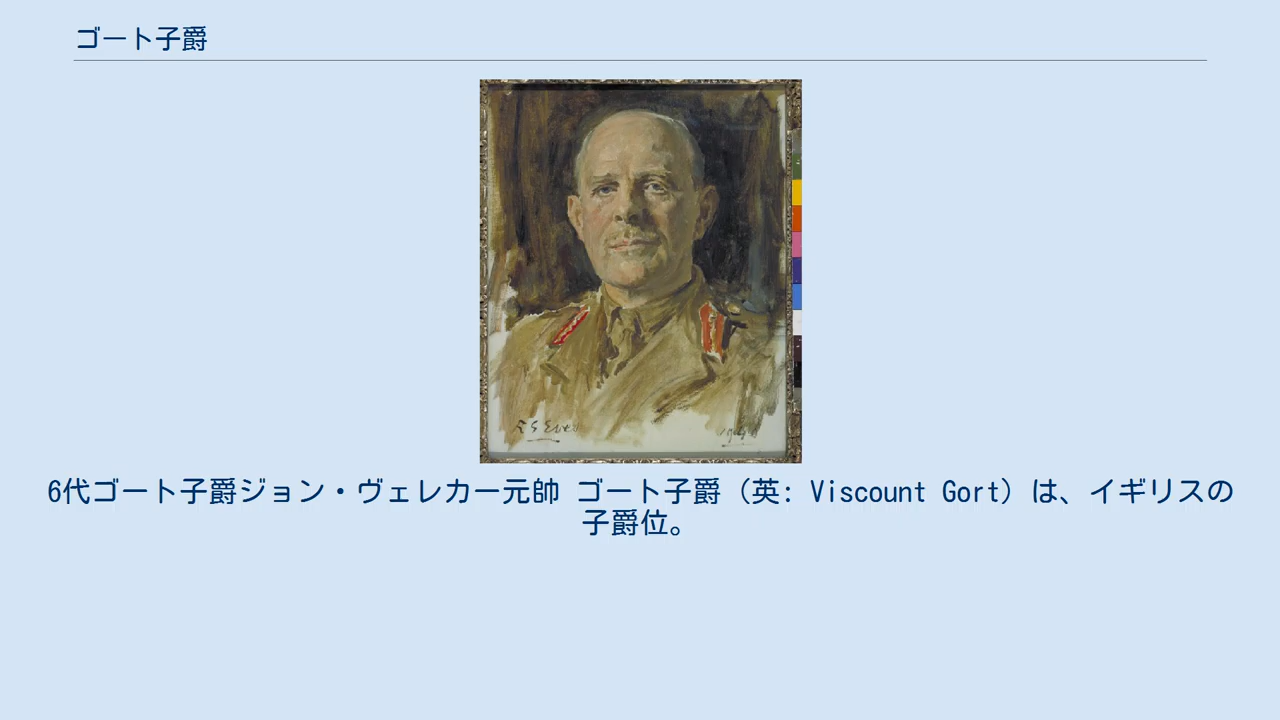 ゴート子爵
R G Eves
6代ゴート子爵ジョン・ヴェレカー元帥 ゴート子爵（英: Viscount Gort）は、イギリスの
子爵位。